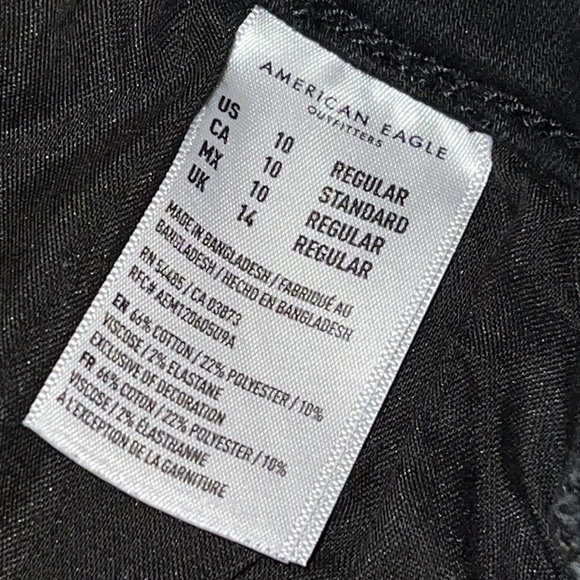 AMERICAN EAGLE
OUTFITTERS
US 10 REGULAR
CA 10 STANDARD
MX 10 REGULAR
UK 14 REGULAR
MADE IN BANGLADESH / FABRIQUÉ AU
BANGLADESH / HECHO EN BANGLADESH
RN 54485 / CA 03873
RFC# AEMT20605U9A
EN 66% COTTON / 22% POLYESTER / 10%
VISCOSE / 2% ELASTANE
EXCLUSIVE OF DECORATION
FR 66% COTON / 22% POLYESTER / 10%
VISCOSE / 2% ÉLASTHANNE
À L'EXCEPTION DE LA GARNITURE